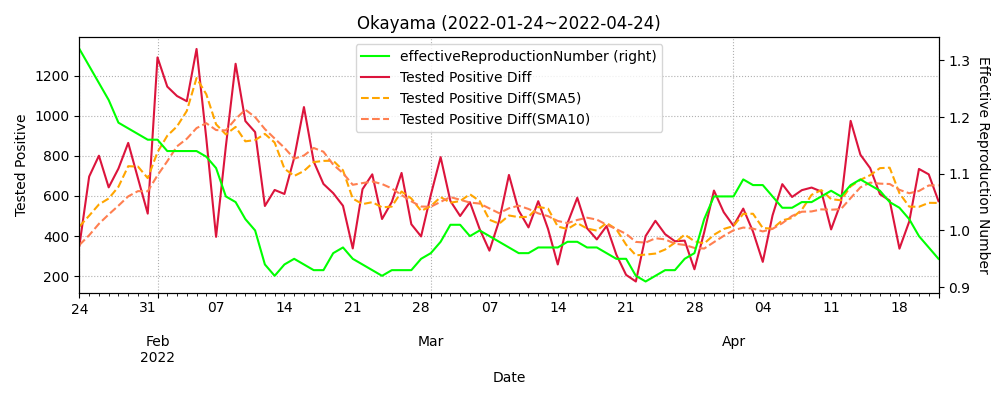 Okayama (2022-01-24~2022-04-24)
effectiveReproductionNumber (right)
Tested Positive Diff
Tested Positive Diff(SMA5)
Tested Positive Diff(SMA10)
Tested Positive
1200
1000
800
600
400
200
Effective Reproduction Number
1.3
1.2
1.1
1.0
0.9
24 31 07 14 21 28 07 14 21 28 04 11 18
Feb Mar Apr
2022
Date